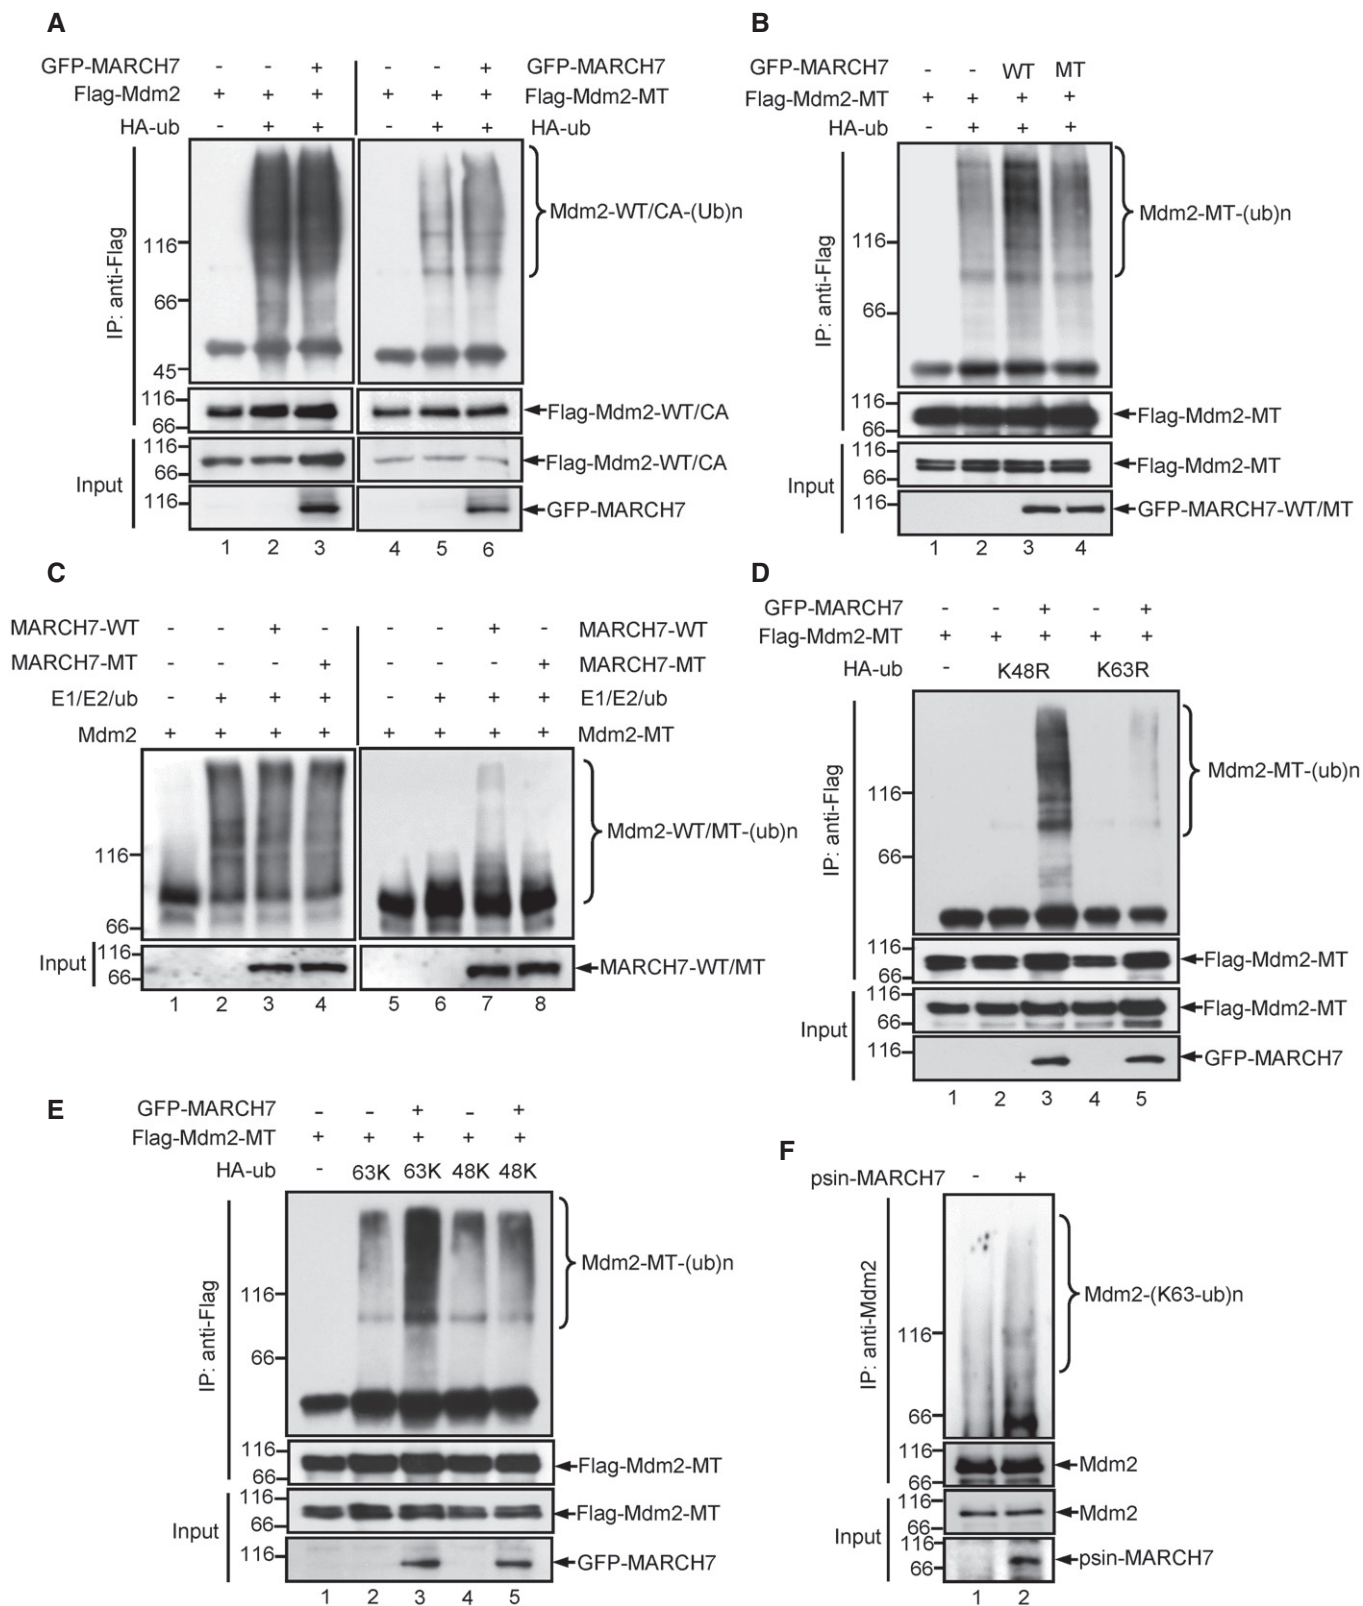 A
GFP-MARCH7 - - + - - + GFP-MARCH7
Flag-Mdm2 + + + + + + Flag-Mdm2-MT
HA-ub - + + - + + HA-ub
IP: anti-Flag
116
66
45
Mdm2-WT/CA-(Ub)n
116
66
Flag-Mdm2-WT/CA
Input
116
66
Flag-Mdm2-WT/CA
116
GFP-MARCH7
1 2 3 4 5 6
B
GFP-MARCH7 - - WT MT
Flag-Mdm2-MT + + + +
HA-ub - + + +
IP: anti-Flag
116
66
Mdm2-MT-(ub)n
116
66
Flag-Mdm2-MT
Input
116
66
Flag-Mdm2-MT
116
GFP-MARCH7-WT/MT
1 2 3 4
C
MARCH7-WT - - + - - - + - MARCH7-WT
MARCH7-MT - - - + - - - + MARCH7-MT
E1/E2/ub - + + + - + + + E1/E2/ub
Mdm2 + + + + + + + + Mdm2-MT
116
66
Mdm2-WT/MT-(ub)n
Input
116
66
MARCH7-WT/MT
1 2 3 4 5 6 7 8
D
GFP-MARCH7 - - + - +
Flag-Mdm2-MT + + + + +
HA-ub - K48R K63R
IP: anti-Flag
116
66
Mdm2-MT-(ub)n
116
66
Flag-Mdm2-MT
Input
116
66
Flag-Mdm2-MT
116
GFP-MARCH7
1 2 3 4 5
E
GFP-MARCH7 - - + - +
Flag-Mdm2-MT + + + + +
HA-ub - 63K 63K 48K 48K
IP: anti-Flag
116
66
Mdm2-MT-(ub)n
116
66
Flag-Mdm2-MT
Input
116
66
Flag-Mdm2-MT
116
GFP-MARCH7
1 2 3 4 5
F
psin-MARCH7 - +
IP: anti-Mdm2
116
66
Mdm2-(K63-ub)n
116
66
Mdm2
Input
116
66
Mdm2
116
66
psin-MARCH7
1 2